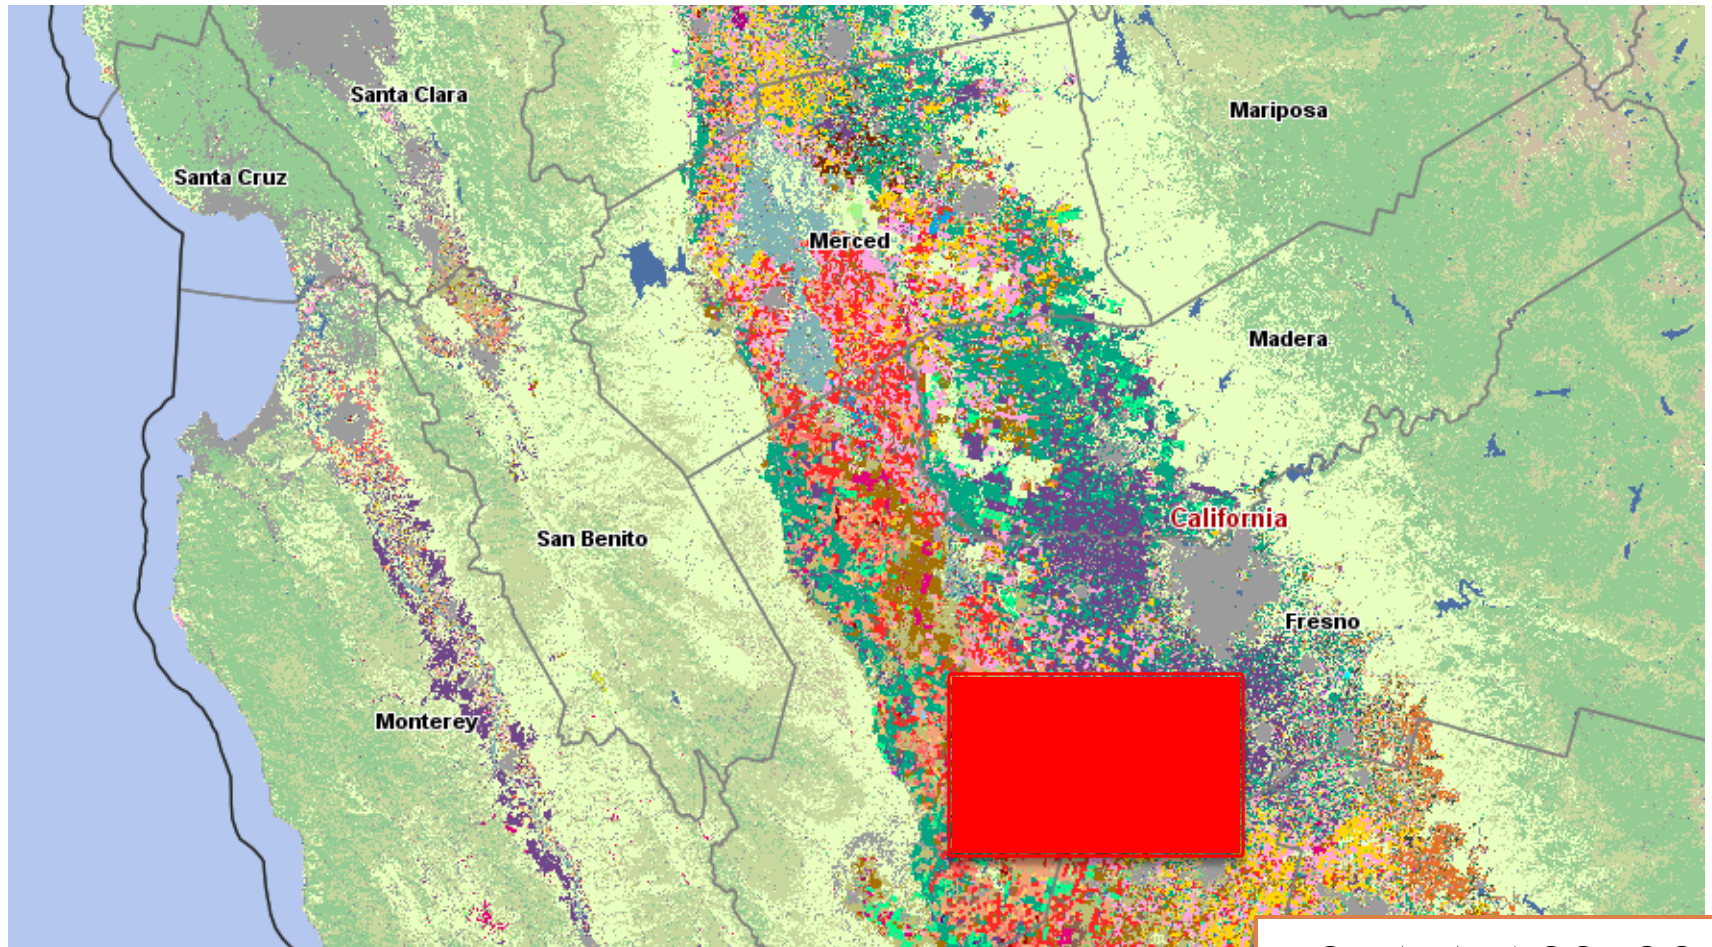 Santa Clara
Mariposa
Santa Cruz
Merced
Madera
California
San Benito
Fresno
Monterey